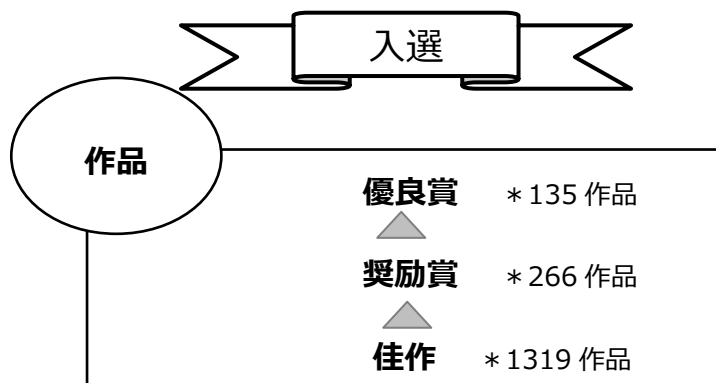 入選
作品
優良賞 ＊135 作品
奨励賞 ＊266 作品
佳作 ＊1319 作品